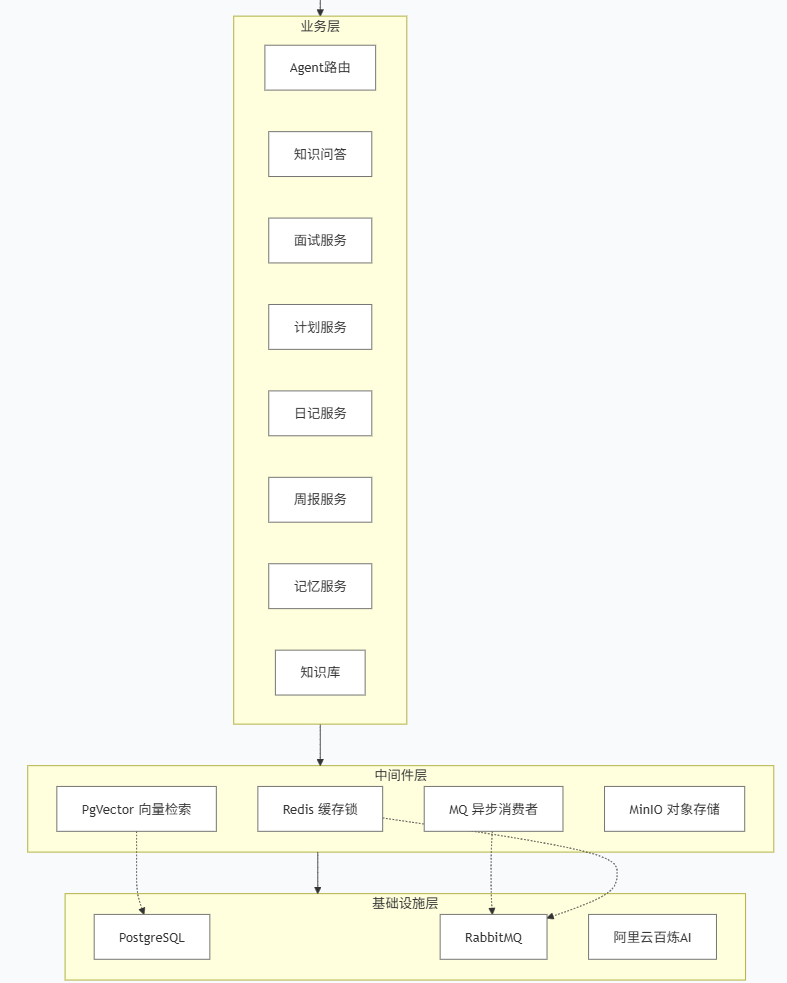 业务层
Agent路由
知识问答
面试服务
计划服务
日记服务
周报服务
记忆服务
知识库
中间件层
PgVector 向量检索
Redis 缓存锁
MQ 异步消费者
MinIO 对象存储
基础设施层
PostgreSQL
RabbitMQ
阿里云百炼AI